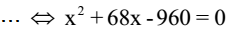 ... ⇔ x² + 68x - 960 = 0